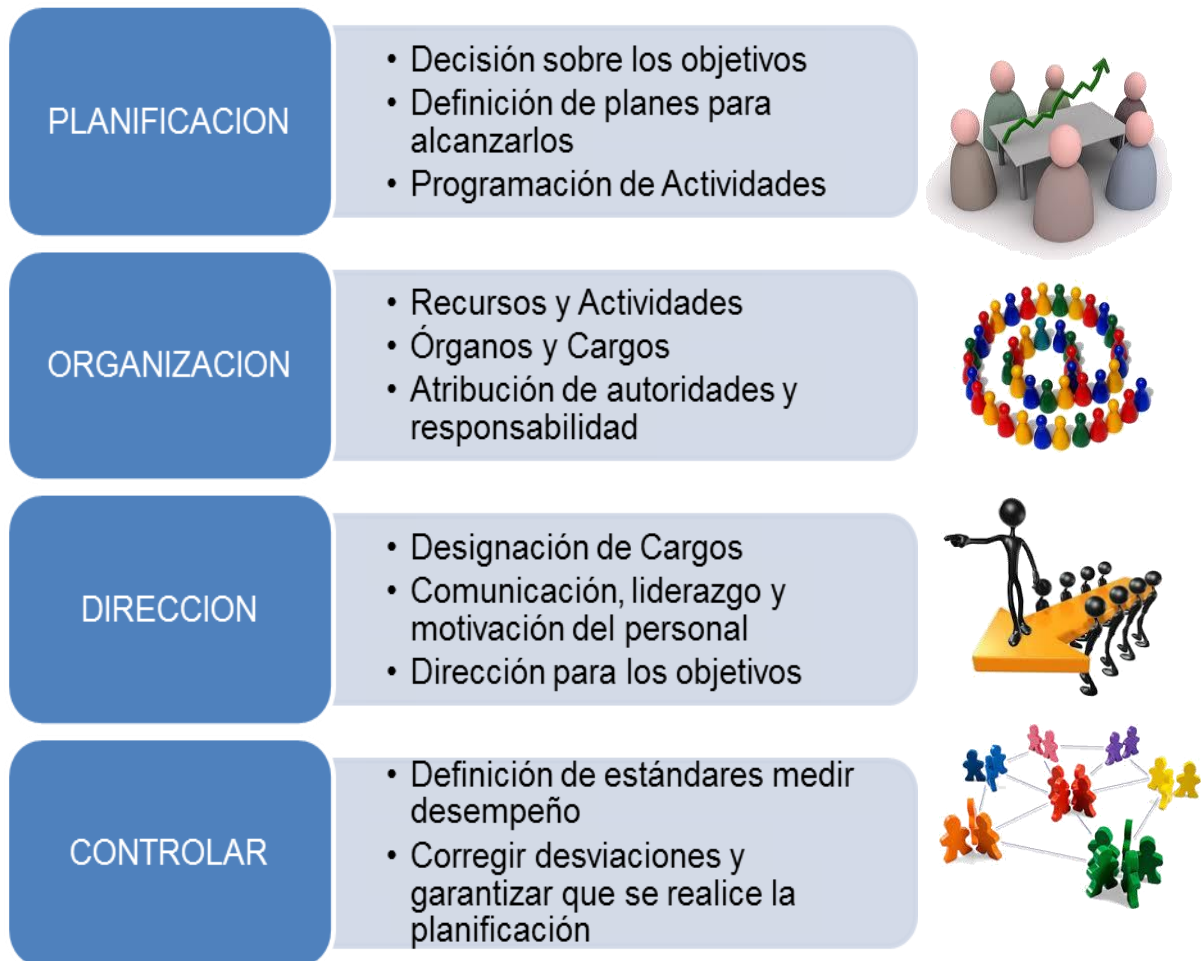 PLANIFICACION
• Decisión sobre los objetivos
• Definición de planes para
alcanzarlos
• Programación de Actividades
ORGANIZACION
• Recursos y Actividades
• Órganos y Cargos
• Atribución de autoridades y
responsabilidad
DIRECCION
• Designación de Cargos
• Comunicación, liderazgo y
motivación del personal
• Dirección para los objetivos
CONTROLAR
• Definición de estándares medir
desempeño
• Corregir desviaciones y
garantizar que se realice la
planificación